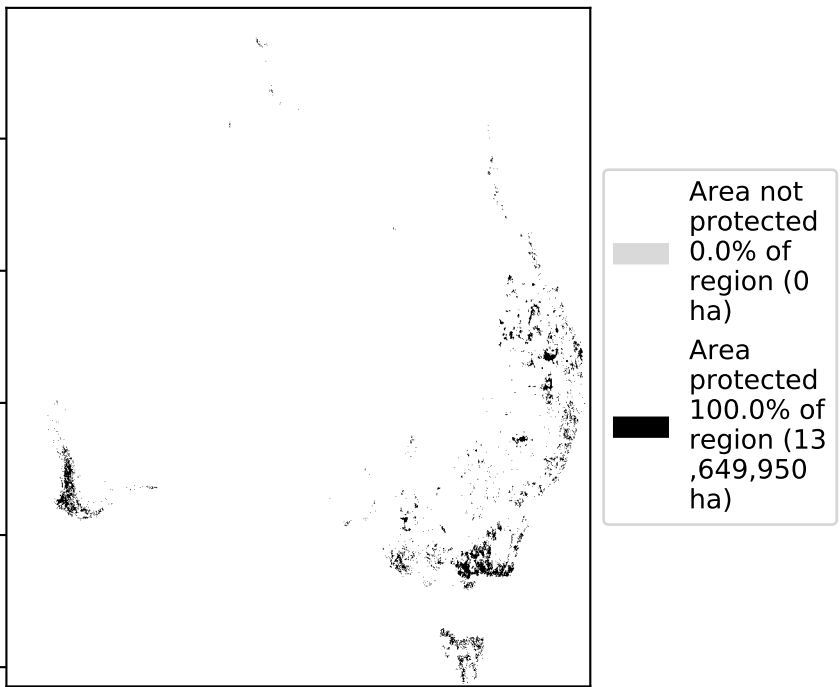 Area not
protected
0.0% of
region (0
ha)
Area
protected
100.0% of
region (13
,649,950
ha)